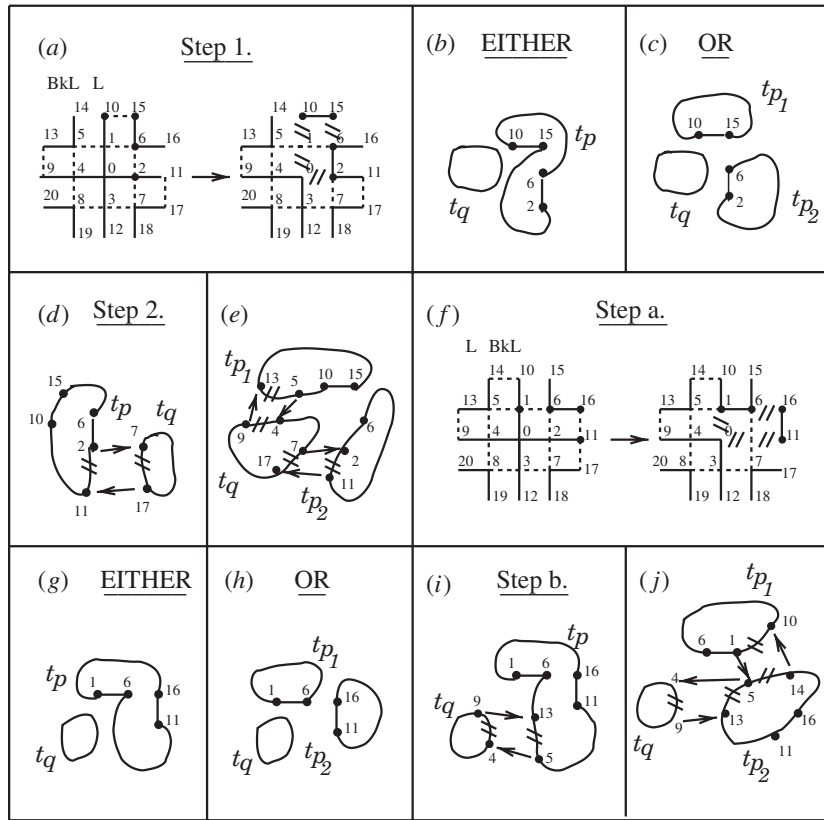 (a) Step 1.
BkL L
14 10 15
13 5 1 6 16
9 4 0 2 11
20 8 3 7 17
19 12 18
14 10 15
13 5 1 6 16
9 4 0 2 11
20 8 3 7 17
19 12 18
(b) EITHER
10 15 tp
6
tq 2
(c) OR
tp1
10 15
6
tq 2 tp2
(d) Step 2.
15 tp tq
10 6 7
2
11 17
(e)
tp1 13 5 10 15
9 4 6
7 2
17 11
tq tp2
(f) Step a.
L BkL
14 10 15
13 5 1 6 16
9 4 0 2 11
20 8 3 7 17
19 12 18
14 10 15
13 5 1 6 16
9 4 0 11
20 8 3 7 17
19 12 18
(g) EITHER
tp 1 6 16
11
tq
(h) OR
tp1
1 6 16
11
tq tp2
(i) Step b.
tp
1 6 16
tq 9 13 11
4 5
(j)
tp1
6 1 10
4 5 14
tq 13 16
9 11
tp2